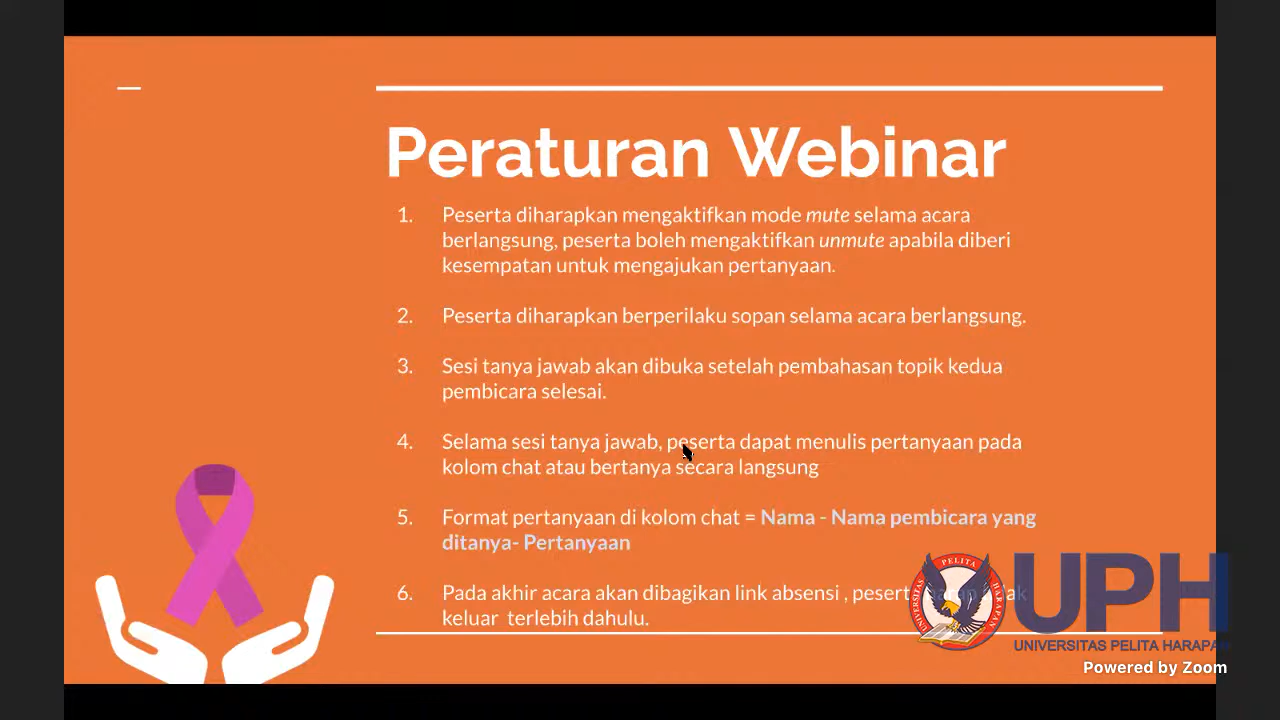 Peraturan Webinar
1. Peserta diharapkan mengaktifkan mode mute selama acara
berlangsung, peserta boleh mengaktifkan unmute apabila diberi
kesempatan untuk mengajukan pertanyaan.
2. Peserta diharapkan berperilaku sopan selama acara berlangsung.
3. Sesi tanya jawab akan dibuka setelah pembahasan topik kedua
pembicara selesai.
4. Selama sesi tanya jawab, peserta dapat menulis pertanyaan pada
kolom chat atau bertanya secara langsung
5. Format pertanyaan di kolom chat = Nama - Nama pembicara yang
ditanya- Pertanyaan
6. Pada akhir acara akan dibagikan link absensi ,
keluar terlebih dahulu.
UNIVERSITAS PELITA HARAPAN
UPH
UNIVERSITAS PELITA HARAPAN
Powered by Zoom